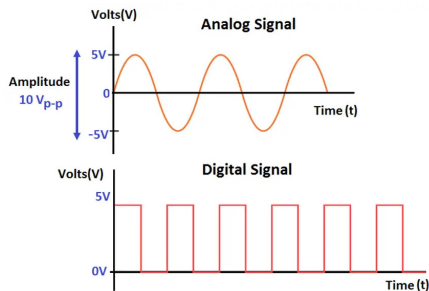 Volts(V)
Analog Signal
5V
Amplitude
10 Vp-p
0
Time (t)
-5V
Volts(V)
Digital Signal
5V
0V
Time (t)